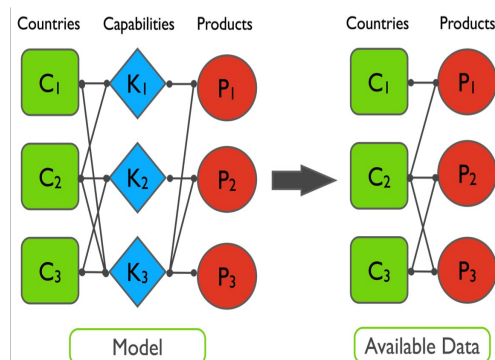 Countries Capabilities Products Countries Products
C1 K1 P1 C1 P1
C2 K2 P2 C2 P2
C3 K3 P3 C3 P3
Model Available Data